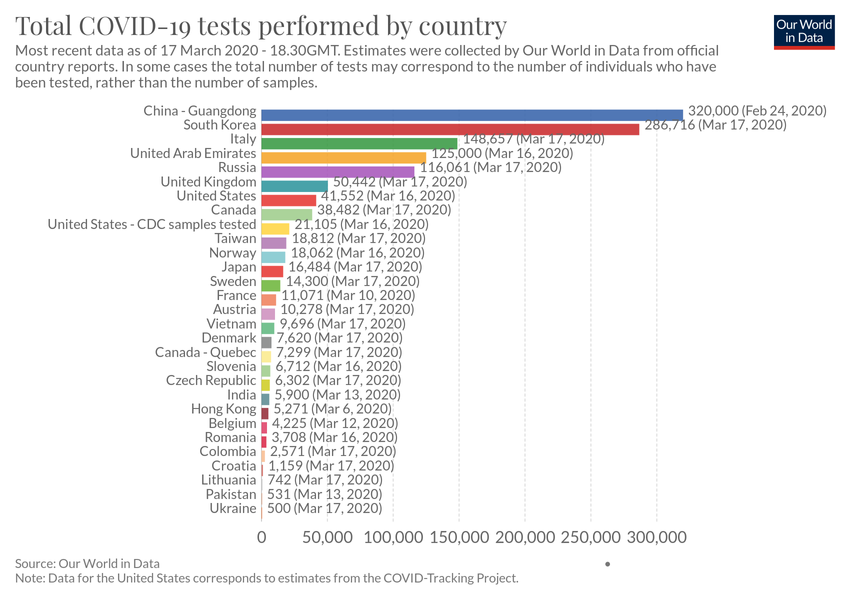 Total COVID-19 tests performed by country
Our World
in Data
Most recent data as of 17 March 2020 - 18.30GMT. Estimates were collected by Our World in Data from official
country reports. In some cases the total number of tests may correspond to the number of individuals who have
been tested, rather than the number of samples.
China - Guangdong 320,000 (Feb 24, 2020)
South Korea 286,716 (Mar 17, 2020)
Italy 148,657 (Mar 17, 2020)
United Arab Emirates 125,000 (Mar 16, 2020)
Russia 116,061 (Mar 17, 2020)
United Kingdom 50,442 (Mar 17, 2020)
United States 41,552 (Mar 16, 2020)
Canada 38,482 (Mar 17, 2020)
United States - CDC samples tested 21,105 (Mar 16, 2020)
Taiwan 18,812 (Mar 17, 2020)
Norway 18,062 (Mar 16, 2020)
Japan 16,484 (Mar 17, 2020)
Sweden 14,300 (Mar 17, 2020)
France 11,071 (Mar 10, 2020)
Austria 10,278 (Mar 17, 2020)
Vietnam 9,696 (Mar 17, 2020)
Denmark 7,620 (Mar 17, 2020)
Canada - Quebec 7,299 (Mar 17, 2020)
Slovenia 6,712 (Mar 16, 2020)
Czech Republic 6,302 (Mar 17, 2020)
India 5,900 (Mar 13, 2020)
Hong Kong 5,271 (Mar 6, 2020)
Belgium 4,225 (Mar 12, 2020)
Romania 3,708 (Mar 16, 2020)
Colombia 2,571 (Mar 17, 2020)
Croatia 1,159 (Mar 17, 2020)
Lithuania 742 (Mar 17, 2020)
Pakistan 531 (Mar 13, 2020)
Ukraine 500 (Mar 17, 2020)
0 50,000 100,000 150,000 200,000 250,000 300,000
Source: Our World in Data
Note: Data for the United States corresponds to estimates from the COVID-Tracking Project.